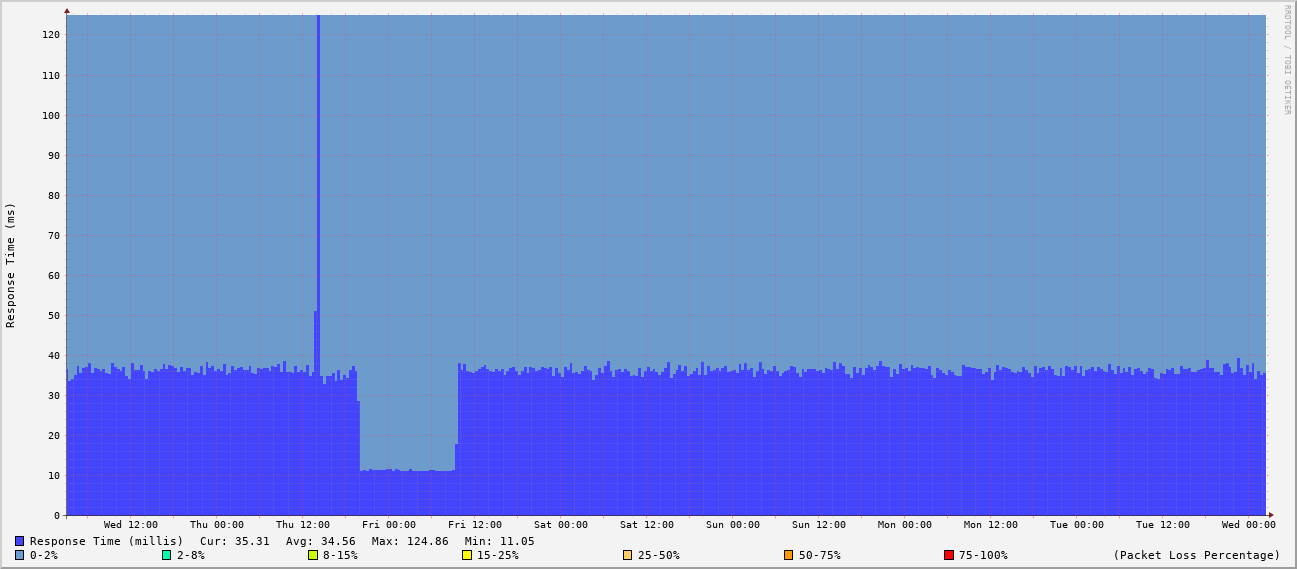 RRDTOOL / TOBI OETIKER
Response Time (ms)
120
110
100
90
80
70
60
50
40
30
20
10
0
Wed 12:00 Thu 00:00 Thu 12:00 Fri 00:00 Fri 12:00 Sat 00:00 Sat 12:00 Sun 00:00 Sun 12:00 Mon 00:00 Mon 12:00 Tue 00:00 Tue 12:00 Wed 00:00
Response Time (millis) Cur: 35.31 Avg: 34.56 Max: 124.86 Min: 11.05
0-2% 2-8% 8-15% 15-25% 25-50% 50-75% 75-100% (Packet Loss Percentage)